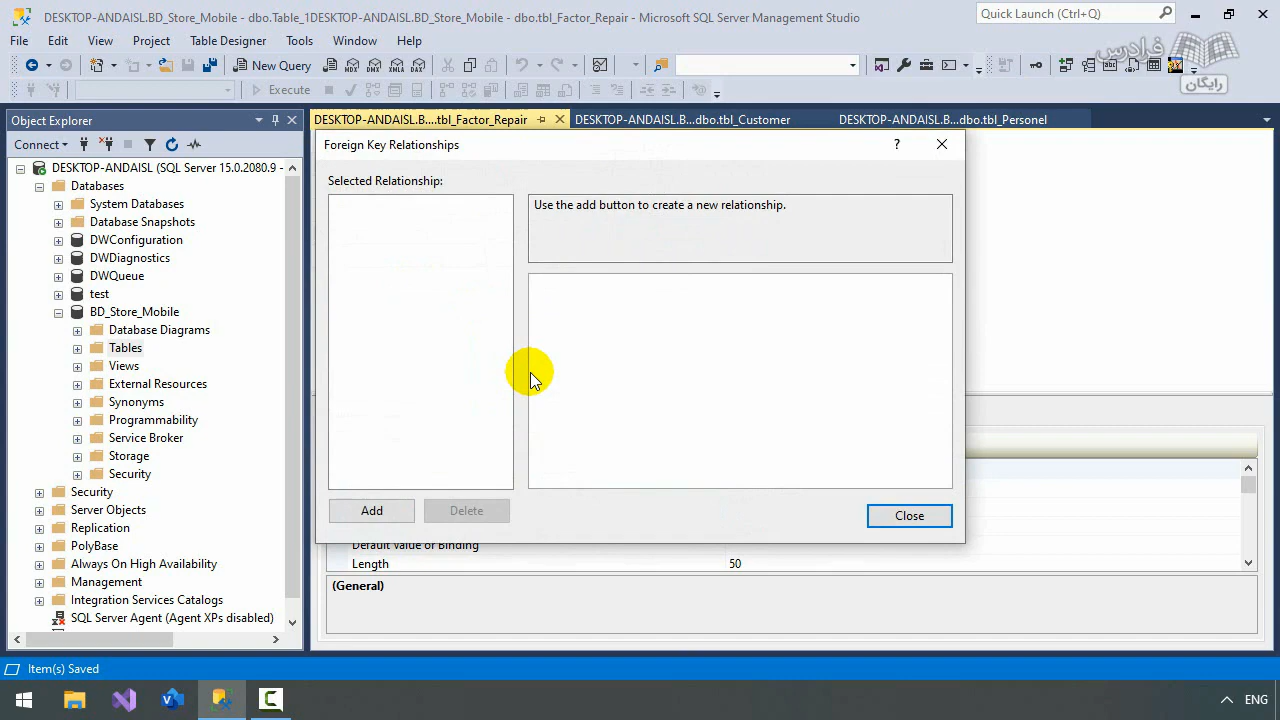 DESKTOP-ANDAISL.BD_Store_Mobile - dbo.Table_1DESKTOP-ANDAISL.BD_Store_Mobile - dbo.tbl_Factor_Repair - Microsoft SQL Server Management Studio
Quick Launch (Ctrl+Q)
File Edit View Project Table Designer Tools Window Help
فرادرس
رایگان
New Query
Execute
Object Explorer
DESKTOP-ANDAISL.B...tbl_Factor_Repair
DESKTOP-ANDAISL.B...dbo.tbl_Customer
DESKTOP-ANDAISL.B...dbo.tbl_Personel
Connect
DESKTOP-ANDAISL (SQL Server 15.0.2080.9 -
Databases
System Databases
Database Snapshots
DWConfiguration
DWDiagnostics
DWQueue
test
BD_Store_Mobile
Database Diagrams
Tables
Views
External Resources
Synonyms
Programmability
Service Broker
Storage
Security
Security
Server Objects
Replication
PolyBase
Always On High Availability
Management
Integration Services Catalogs
SQL Server Agent (Agent XPs disabled)
Foreign Key Relationships
?
Selected Relationship:
Use the add button to create a new relationship.
Add
Delete
Close
Default Value or Binding
Length 50
(General)
Item(s) Saved
ENG